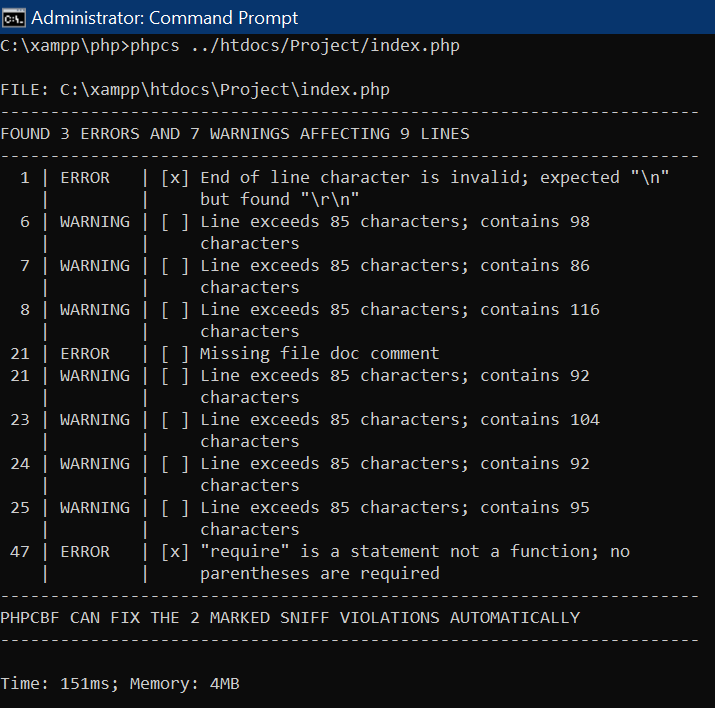 Administrator: Command Prompt
C:\xampp\php>phpcs ../htdocs/Project/index.php
FILE: C:\xampp\htdocs\Project\index.php
----------------------------------------------------------------------
FOUND 3 ERRORS AND 7 WARNINGS AFFECTING 9 LINES
----------------------------------------------------------------------
  1 | ERROR   | [x] End of line character is invalid; expected "\n"
    |         |     but found "\r\n"
  6 | WARNING | [ ] Line exceeds 85 characters; contains 98
    |         |     characters
  7 | WARNING | [ ] Line exceeds 85 characters; contains 86
    |         |     characters
  8 | WARNING | [ ] Line exceeds 85 characters; contains 116
    |         |     characters
 21 | ERROR   | [ ] Missing file doc comment
 21 | WARNING | [ ] Line exceeds 85 characters; contains 92
    |         |     characters
 23 | WARNING | [ ] Line exceeds 85 characters; contains 104
    |         |     characters
 24 | WARNING | [ ] Line exceeds 85 characters; contains 92
    |         |     characters
 25 | WARNING | [ ] Line exceeds 85 characters; contains 95
    |         |     characters
 47 | ERROR   | [x] "require" is a statement not a function; no
    |         |     parentheses are required
----------------------------------------------------------------------
PHPCBF CAN FIX THE 2 MARKED SNIFF VIOLATIONS AUTOMATICALLY
----------------------------------------------------------------------
Time: 151ms; Memory: 4MB